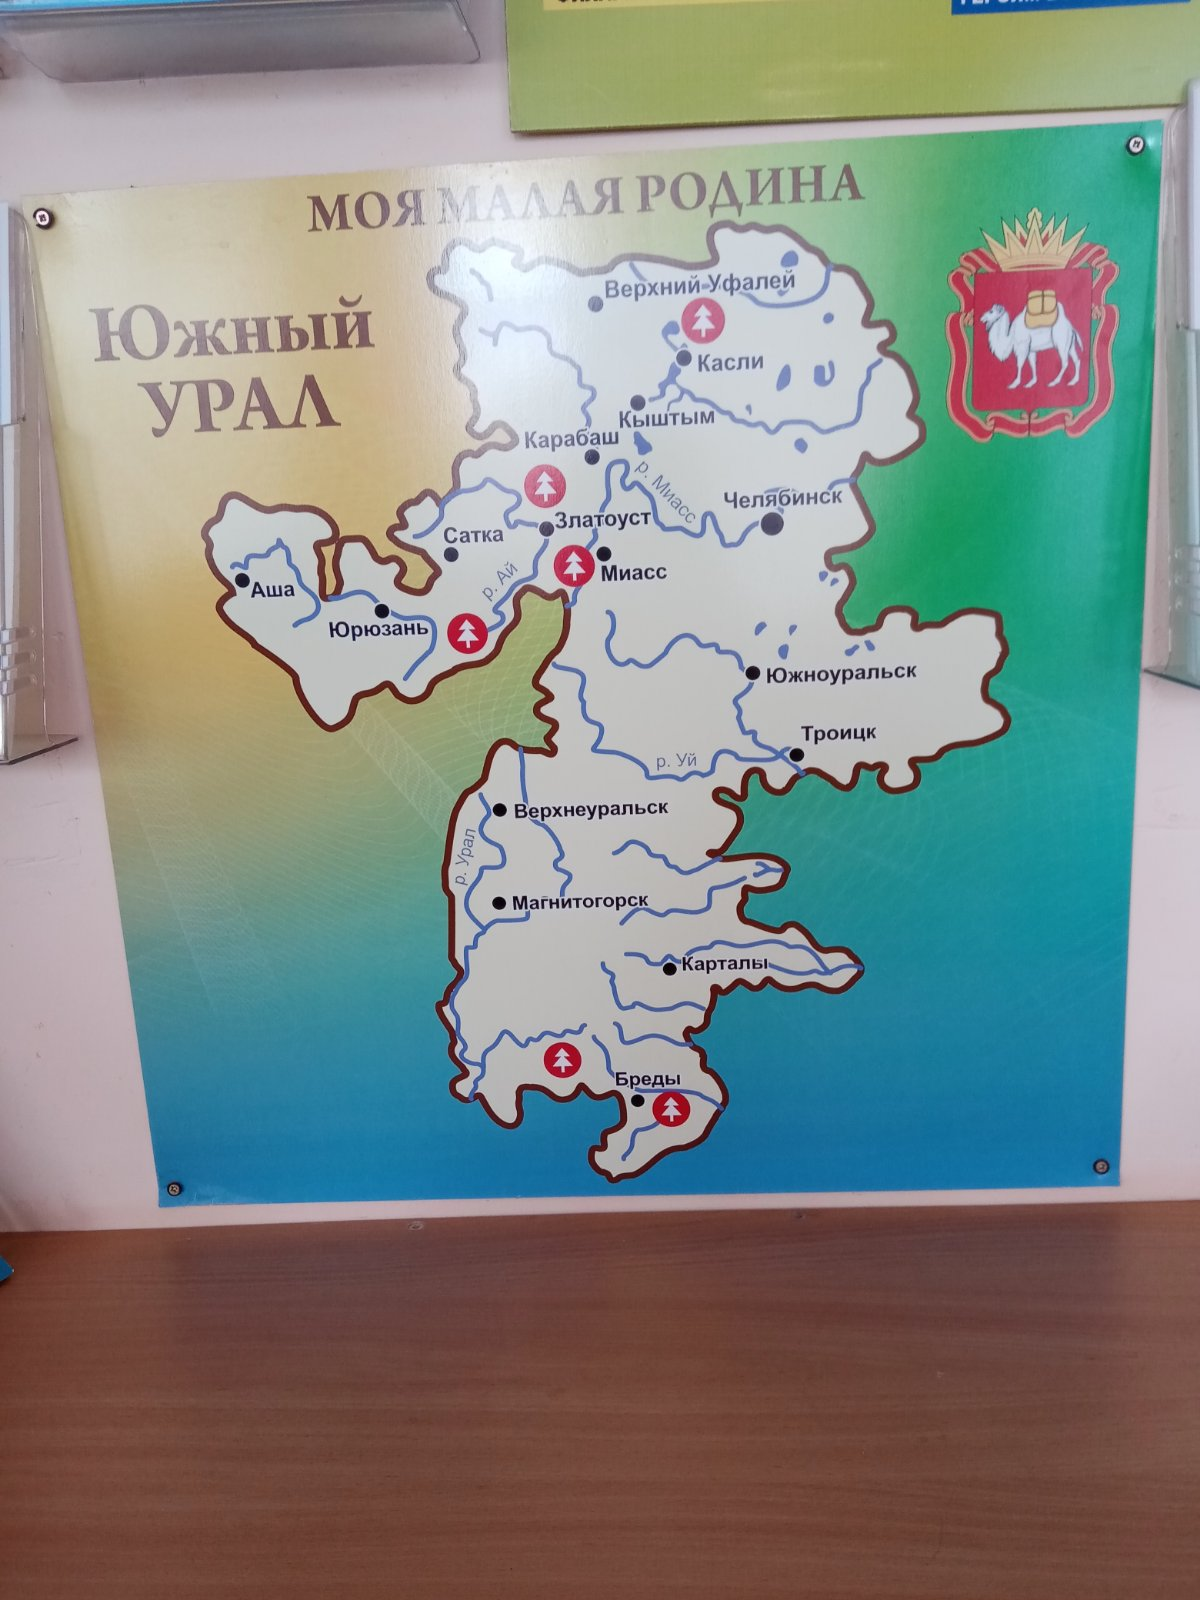 МОЯ МАЛАЯ РОДИНА
Южный
УРАЛ
Верхний Уфалей
Касли
Кыштым
Карабаш
р. Миасс
Челябинск
Златоуст
Сатка
р. Ай
Миасс
Аша
Юрюзань
Южноуральск
Троицк
р. Уй
Верхнеуральск
р. Урал
Магнитогорск
Карталы
Бреды